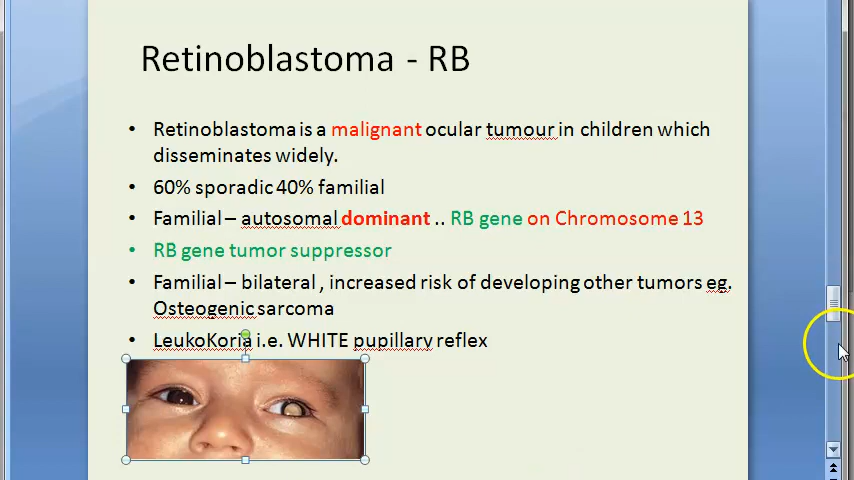 Retinoblastoma - RB
• Retinoblastoma is a malignant ocular tumour in children which
disseminates widely.
• 60% sporadic 40% familial
• Familial – autosomal dominant .. RB gene on Chromosome 13
• RB gene tumor suppressor
• Familial – bilateral , increased risk of developing other tumors eg.
Osteogenic sarcoma
• LeukoKoria i.e. WHITE pupillary reflex